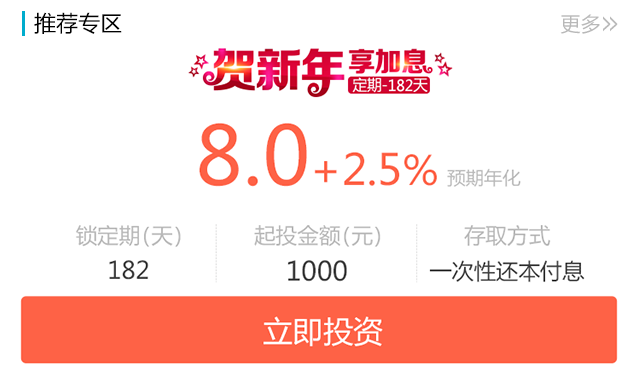 推荐专区
更多>>
贺新年享加息
定期-182天
8.0+2.5% 预期年化
锁定期(天) 起投金额(元) 存取方式
182 1000 一次性还本付息
立即投资